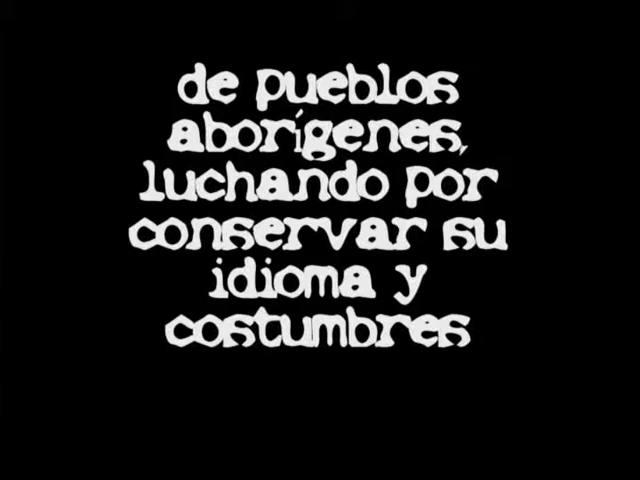 de pueblos
aborígenes,
luchando por
conservar su
idioma y
costumbres